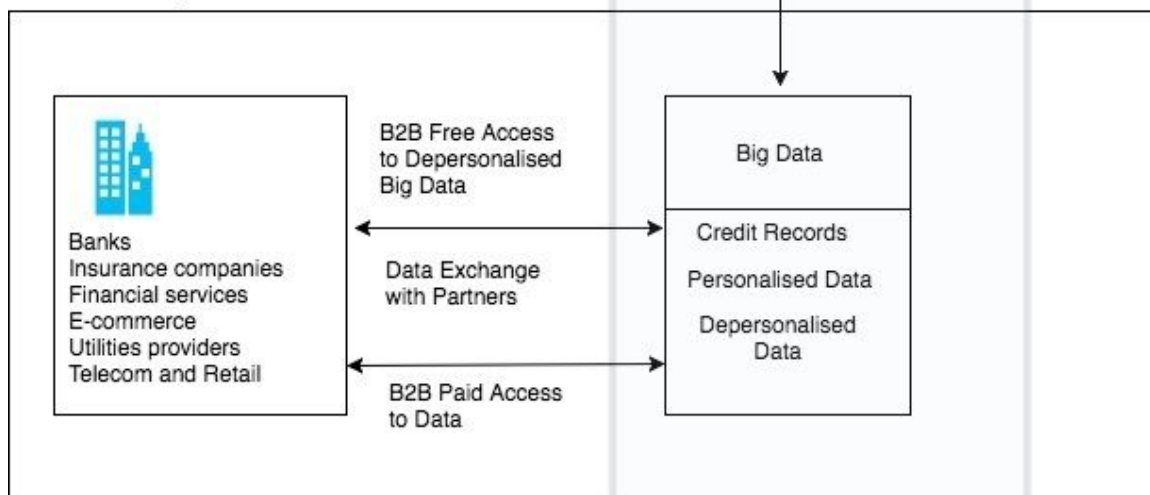 Banks
Insurance companies
Financial services
E-commerce
Utilities providers
Telecom and Retail
B2B Free Access
to Depersonalised
Big Data
Data Exchange
with Partners
B2B Paid Access
to Data
Big Data
Credit Records
Personalised Data
Depersonalised
Data